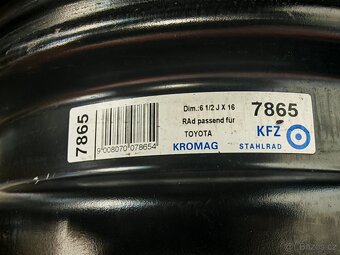 7865
9008070078654
Dim.:6 1/2 J X 16
RAd passend für
TOYOTA
KROMAG
7865
KFZ
STAHLRAD